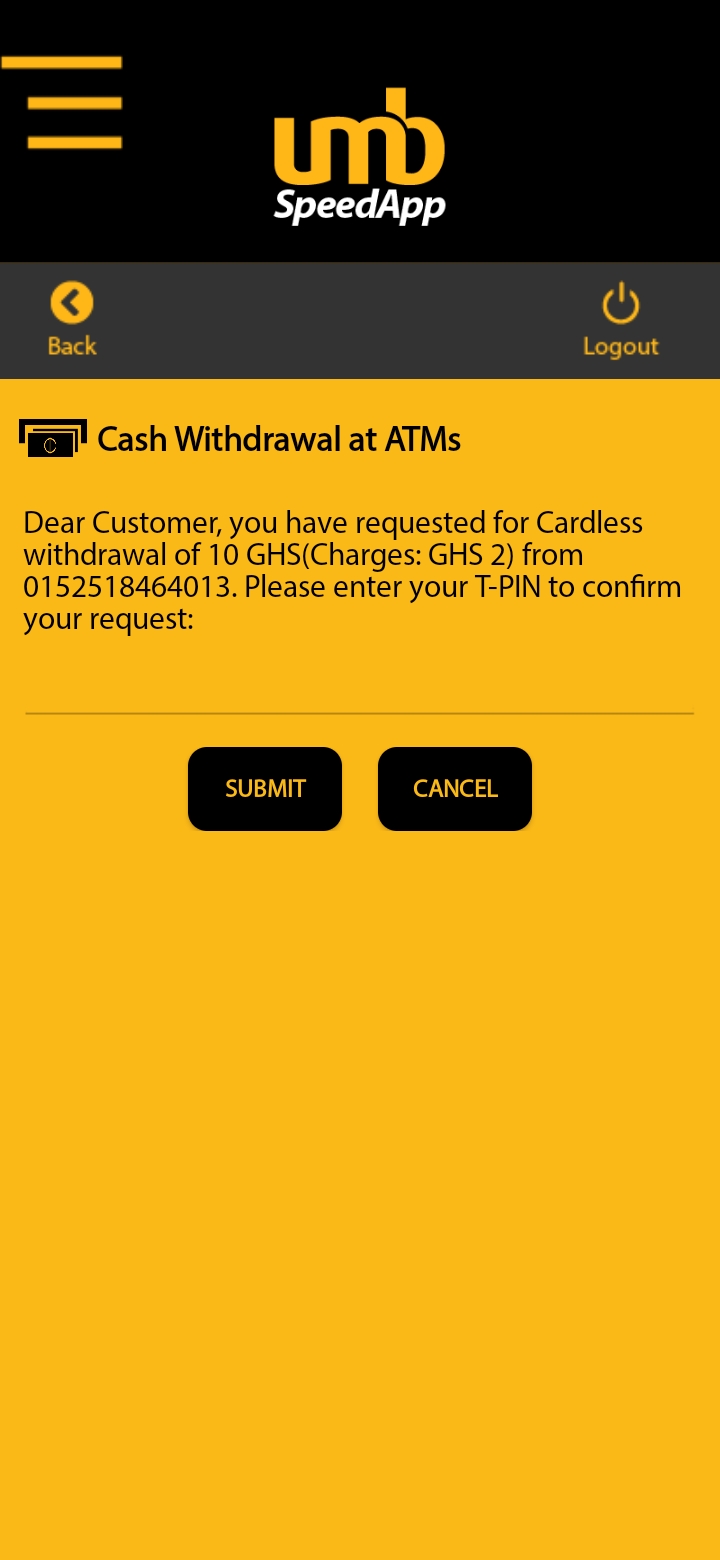 umb
SpeedApp
Back
Logout
Cash Withdrawal at ATMs
Dear Customer, you have requested for Cardless
withdrawal of 10 GHS(Charges: GHS 2) from
0152518464013. Please enter your T-PIN to confirm
your request:
SUBMIT
CANCEL